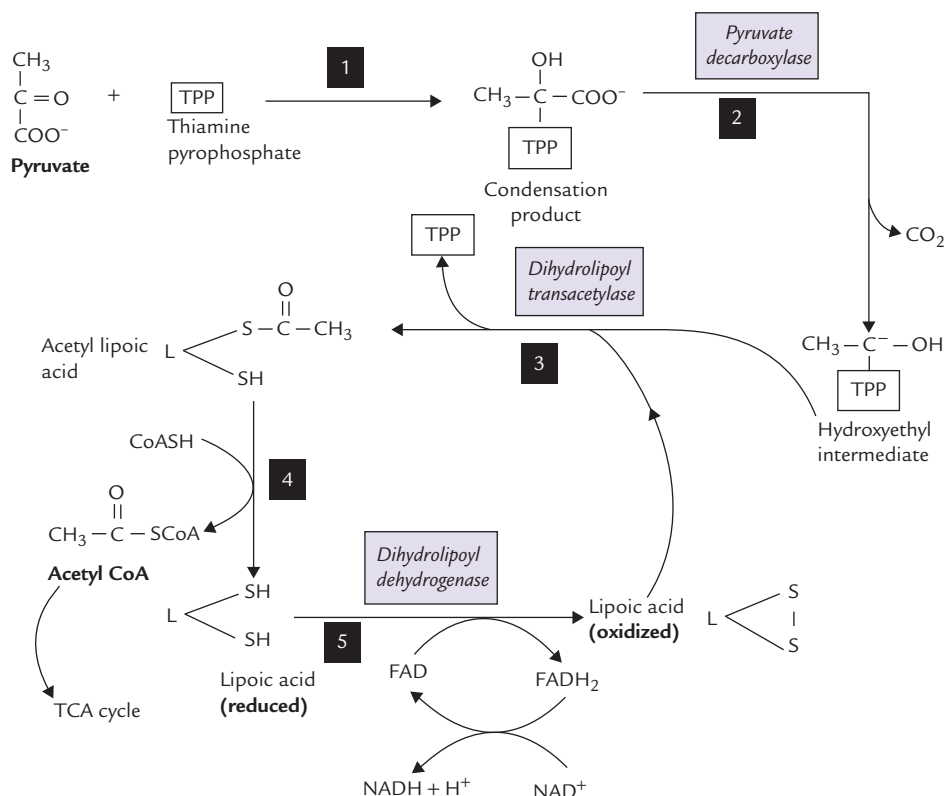 CH₃
C = O
COO⁻
Pyruvate
+
TPP
Thiamine
pyrophosphate
1
OH
CH₃ – C – COO⁻
TPP
Condensation
product
Pyruvate
decarboxylase
2
CO₂
CH₃ – C⁻ – OH
TPP
Hydroxyethyl
intermediate
TPP
Dihydrolipoyl
transacetylase
3
O
S – C – CH₃
L
SH
Acetyl lipoic
acid
CoASH
4
O
CH₃ – C – SCoA
Acetyl CoA
TCA cycle
SH
L
SH
Lipoic acid
(reduced)
Dihydrolipoyl
dehydrogenase
5
Lipoic acid
(oxidized)
S
L
S
FAD
FADH₂
NADH + H⁺
NAD⁺